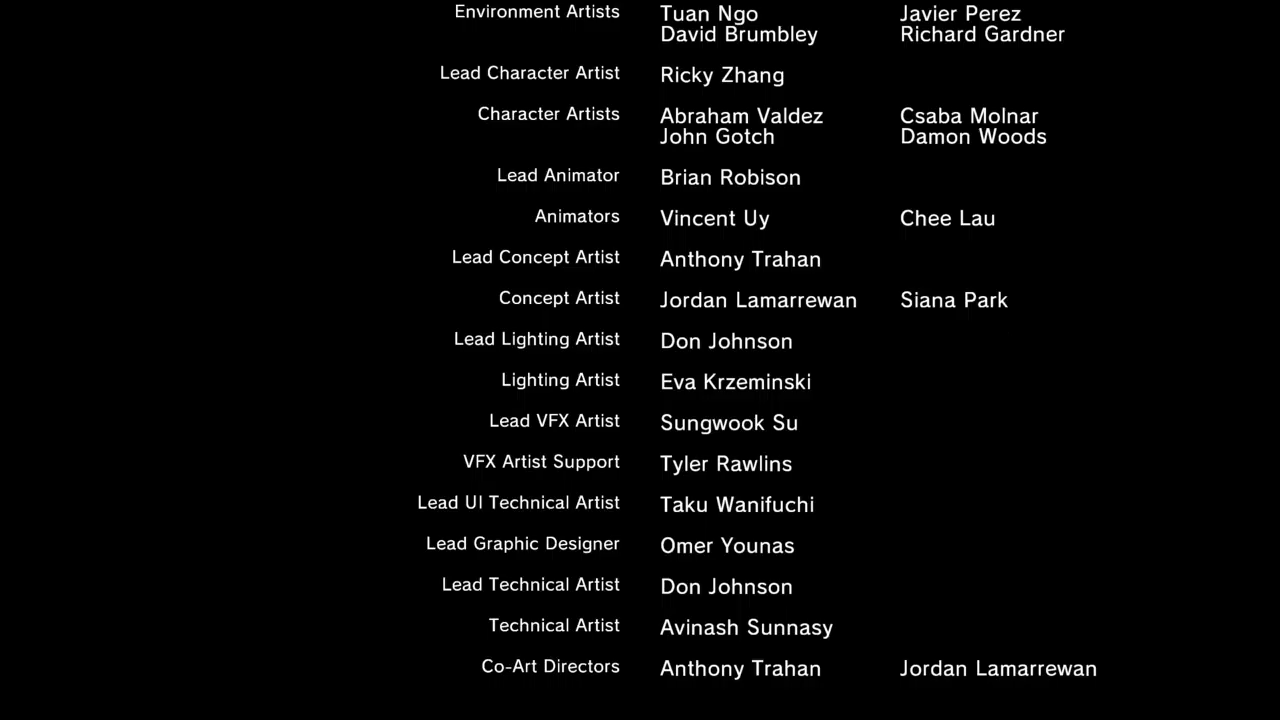 Environment Artists Tuan Ngo Javier Perez
David Brumbley Richard Gardner
Lead Character Artist Ricky Zhang
Character Artists Abraham Valdez Csaba Molnar
John Gotch Damon Woods
Lead Animator Brian Robison
Animators Vincent Uy Chee Lau
Lead Concept Artist Anthony Trahan
Concept Artist Jordan Lamarrewan Siana Park
Lead Lighting Artist Don Johnson
Lighting Artist Eva Krzeminski
Lead VFX Artist Sungwook Su
VFX Artist Support Tyler Rawlins
Lead UI Technical Artist Taku Wanifuchi
Lead Graphic Designer Omer Younas
Lead Technical Artist Don Johnson
Technical Artist Avinash Sunnasy
Co-Art Directors Anthony Trahan Jordan Lamarrewan